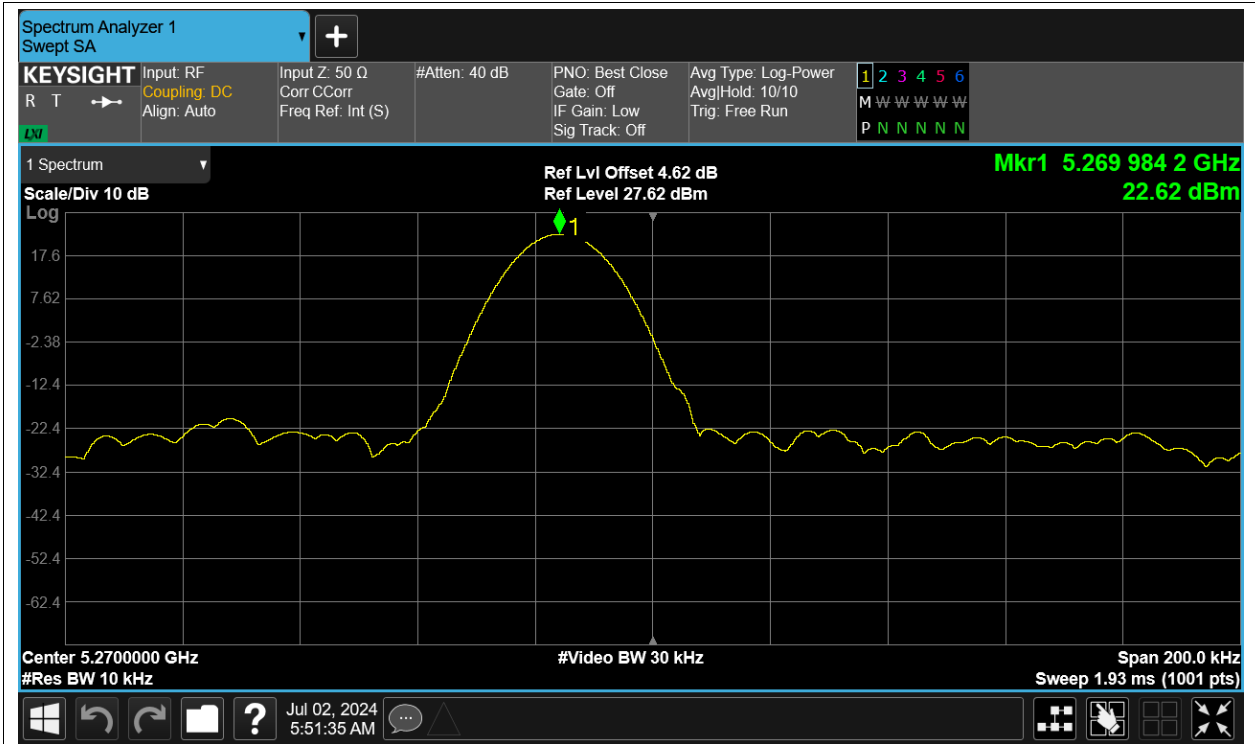 Spectrum Analyzer 1
Swept SA
KEYSIGHT
R T
LXI
Input: RF
Coupling: DC
Align: Auto
Input Z: 50 Ω
Corr CCorr
Freq Ref: Int (S)
#Atten: 40 dB
PNO: Best Close
Gate: Off
IF Gain: Low
Sig Track: Off
Avg Type: Log-Power
Avg|Hold: 10/10
Trig: Free Run
1 2 3 4 5 6
M W W W W W
P N N N N N
1 Spectrum
Scale/Div 10 dB
Log
Ref Lvl Offset 4.62 dB
Ref Level 27.62 dBm
Mkr1 5.269 984 2 GHz
22.62 dBm
1
17.6
7.62
-2.38
-12.4
-22.4
-32.4
-42.4
-52.4
-62.4
Center 5.2700000 GHz
#Video BW 30 kHz
Span 200.0 kHz
#Res BW 10 kHz
Sweep 1.93 ms (1001 pts)
?
Jul 02, 2024
5:51:35 AM